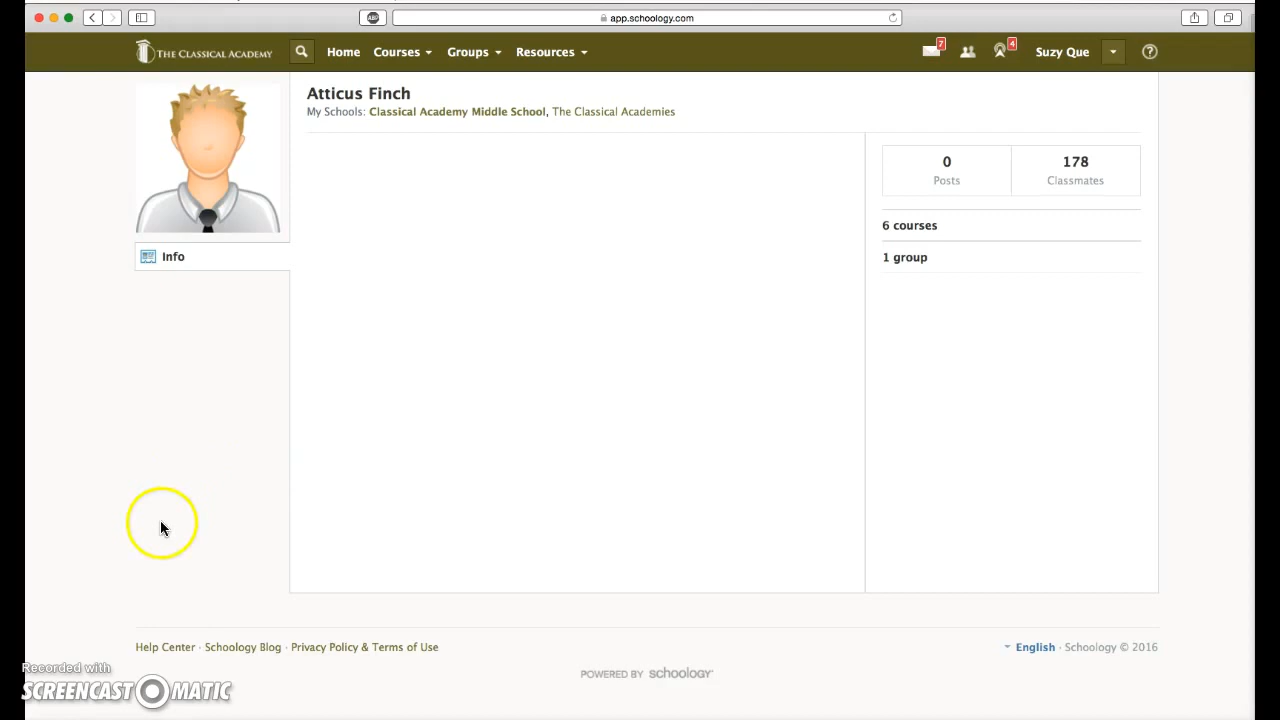 app.schoology.com
THE CLASSICAL ACADEMY Home Courses Groups Resources 7 4 Suzy Que ?
Atticus Finch
My Schools: Classical Academy Middle School, The Classical Academies
0 178
Posts Classmates
6 courses
1 group
Info
Help Center · Schoology Blog · Privacy Policy & Terms of Use English · Schoology © 2016
POWERED BY schoology
Recorded with
SCREENCAST MATIC
ABP